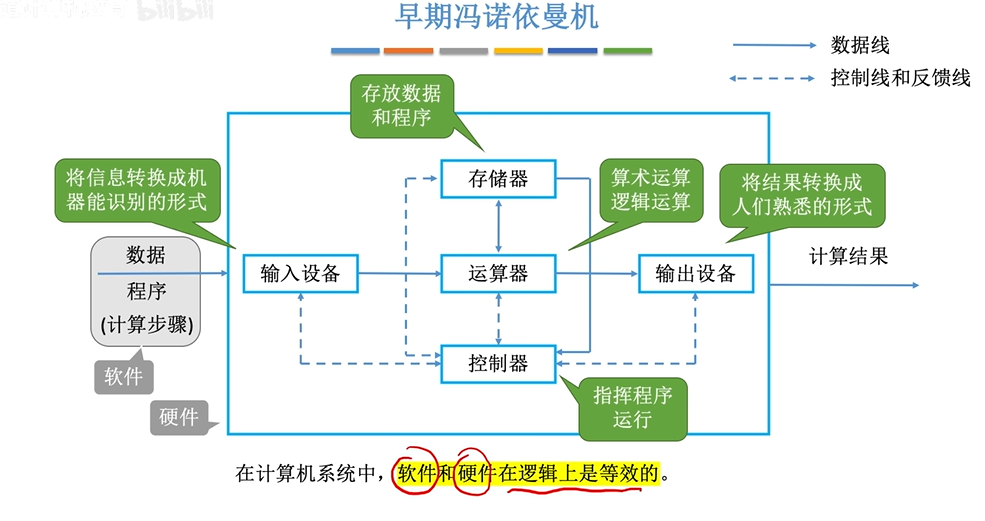 bilibili
早期冯诺依曼机
数据线
控制线和反馈线
存放数据
和程序
将信息转换成机
器能识别的形式
存储器
算术运算
逻辑运算
将结果转换成
人们熟悉的形式
数据
程序
(计算步骤)
输入设备
运算器
输出设备
计算结果
软件
控制器
硬件
指挥程序
运行
在计算机系统中，软件和硬件在逻辑上是等效的。